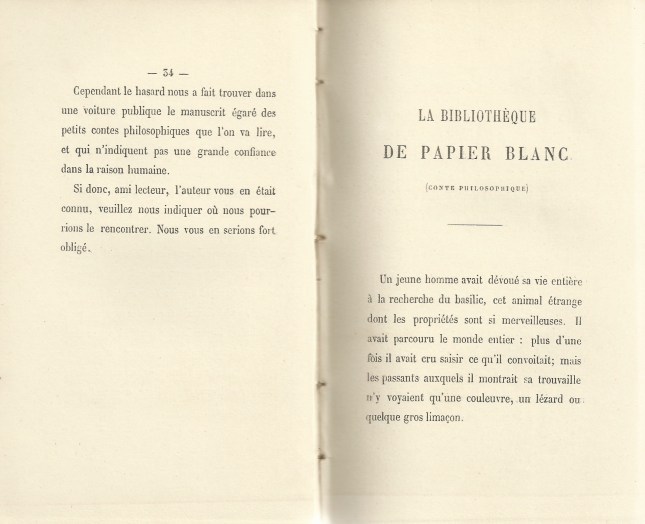 — 34 —
Cependant le hasard nous a fait trouver dans
une voiture publique le manuscrit égaré des
petits contes philosophiques que l'on va lire,
et qui n'indiquent pas une grande confiance
dans la raison humaine.
Si donc, ami lecteur, l'auteur vous en était
connu, veuillez nous indiquer où nous pour-
rions le rencontrer. Nous vous en serions fort
obligé.
LA BIBLIOTHÈQUE
DE PAPIER BLANC
(CONTE PHILOSOPHIQUE)
Un jeune homme avait dévoué sa vie entière
à la recherche du basilic, cet animal étrange
dont les propriétés sont si merveilleuses. Il
avait parcouru le monde entier : plus d'une
fois il avait cru saisir ce qu'il convoitait; mais
les passants auxquels il montrait sa trouvaille
n'y voyaient qu'une couleuvre, un lézard ou
quelque gros limaçon.